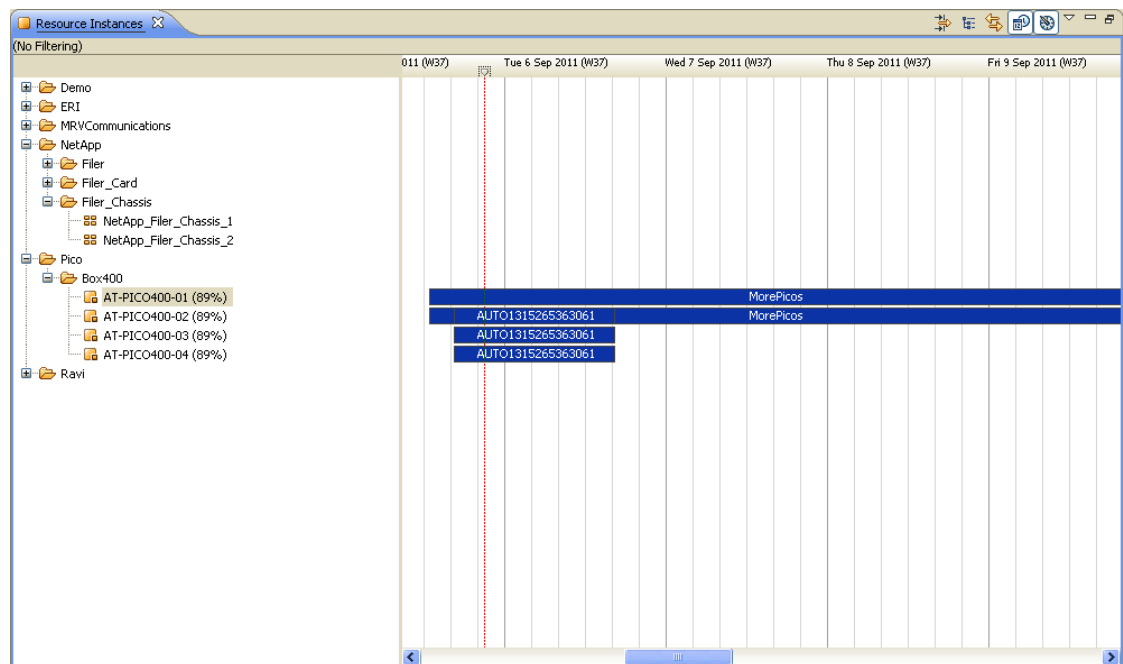 Resource Instances
(No Filtering)
011 (W37) Tue 6 Sep 2011 (W37) Wed 7 Sep 2011 (W37) Thu 8 Sep 2011 (W37) Fri 9 Sep 2011 (W37)
Demo
ERI
MRVCommunications
NetApp
Filer
Filer_Card
Filer_Chassis
NetApp_Filer_Chassis_1
NetApp_Filer_Chassis_2
Pico
Box400
AT-PICO400-01 (89%) MorePicos
AT-PICO400-02 (89%) AUTO1315265363061 MorePicos
AT-PICO400-03 (89%) AUTO1315265363061
AT-PICO400-04 (89%) AUTO1315265363061
Ravi